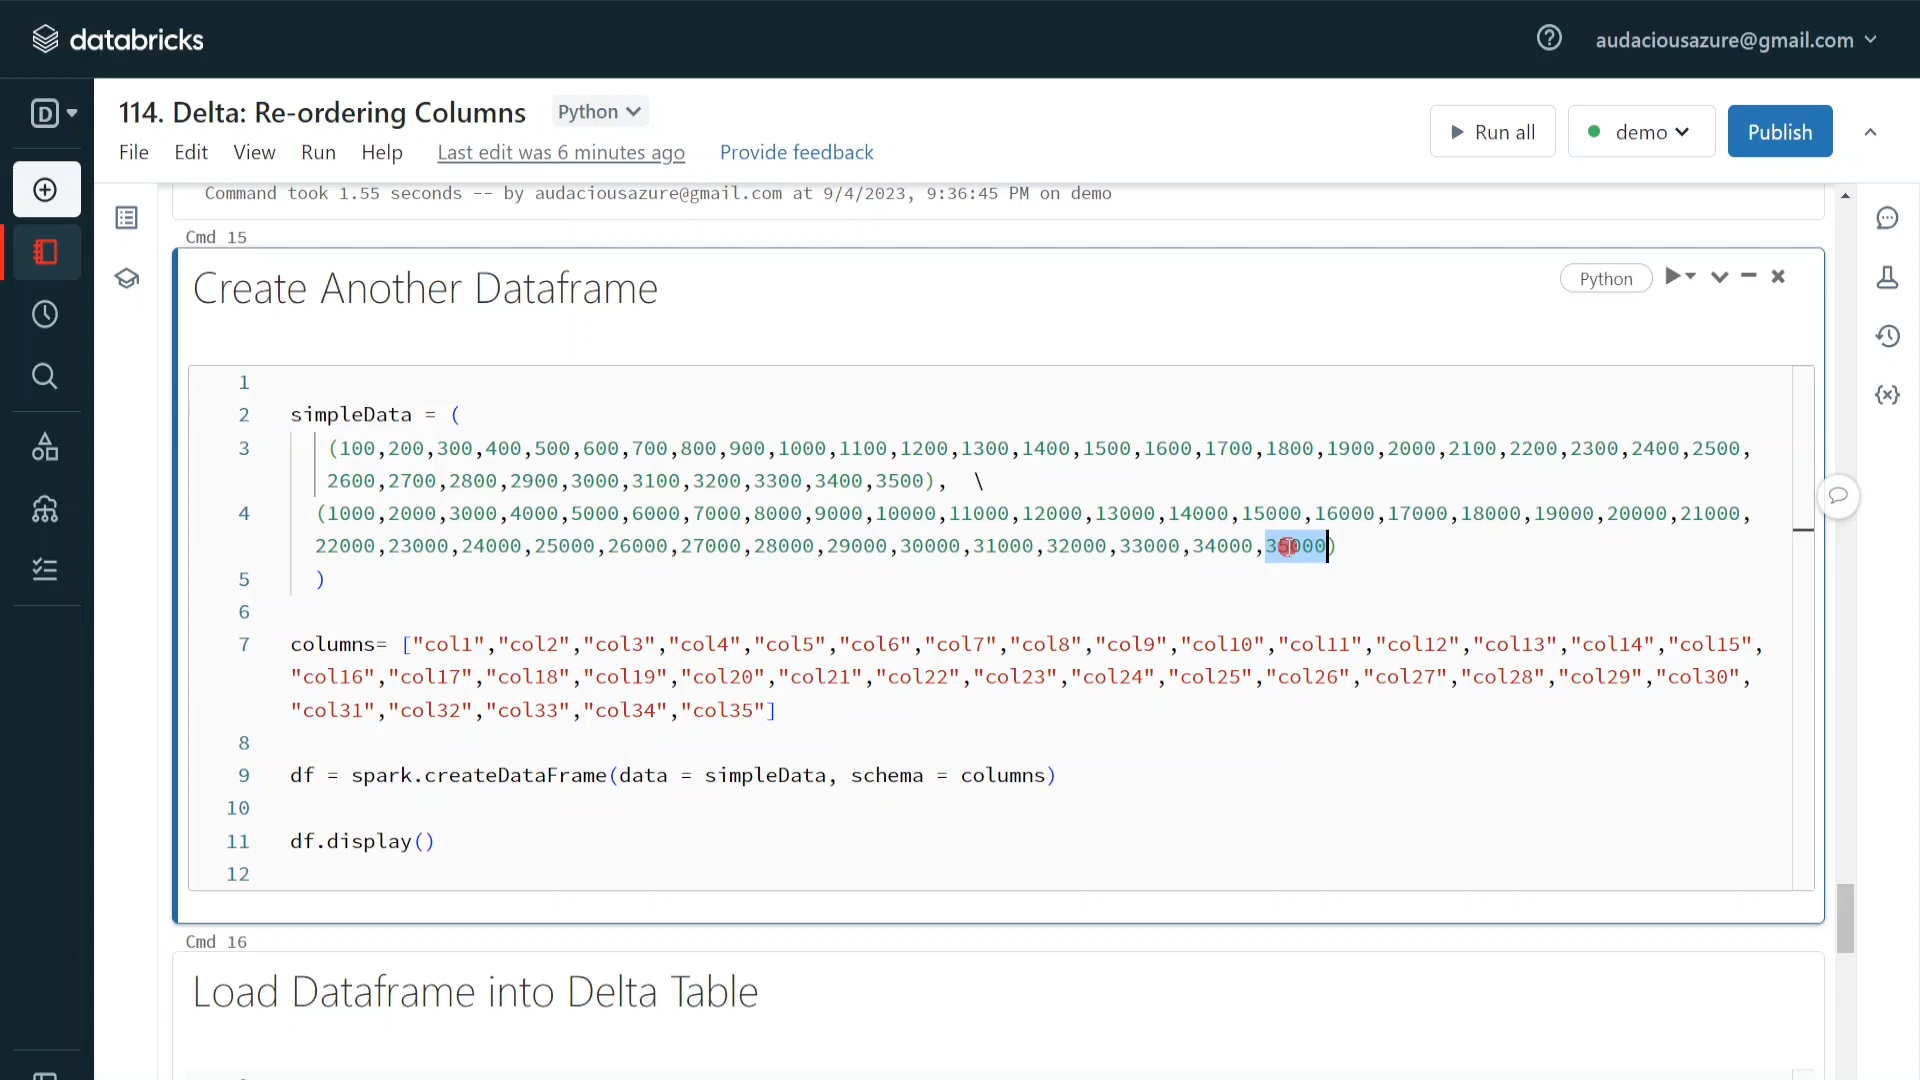 databricks
audaciousazure@gmail.com
114. Delta: Re-ordering Columns
Python
File Edit View Run Help Last edit was 6 minutes ago Provide feedback
Run all
demo
Publish
Command took 1.55 seconds -- by audaciousazure@gmail.com at 9/4/2023, 9:36:45 PM on demo
Cmd 15
Create Another Dataframe
Python
1
2 simpleData = (
3 (100,200,300,400,500,600,700,800,900,1000,1100,1200,1300,1400,1500,1600,1700,1800,1900,2000,2100,2200,2300,2400,2500,
2600,2700,2800,2900,3000,3100,3200,3300,3400,3500), \
4 (1000,2000,3000,4000,5000,6000,7000,8000,9000,10000,11000,12000,13000,14000,15000,16000,17000,18000,19000,20000,21000,
22000,23000,24000,25000,26000,27000,28000,29000,30000,31000,32000,33000,34000,35000)
5 )
6
7 columns= ["col1","col2","col3","col4","col5","col6","col7","col8","col9","col10","col11","col12","col13","col14","col15",
"col16","col17","col18","col19","col20","col21","col22","col23","col24","col25","col26","col27","col28","col29","col30",
"col31","col32","col33","col34","col35"]
8
9 df = spark.createDataFrame(data = simpleData, schema = columns)
10
11 df.display()
12
Cmd 16
Load Dataframe into Delta Table